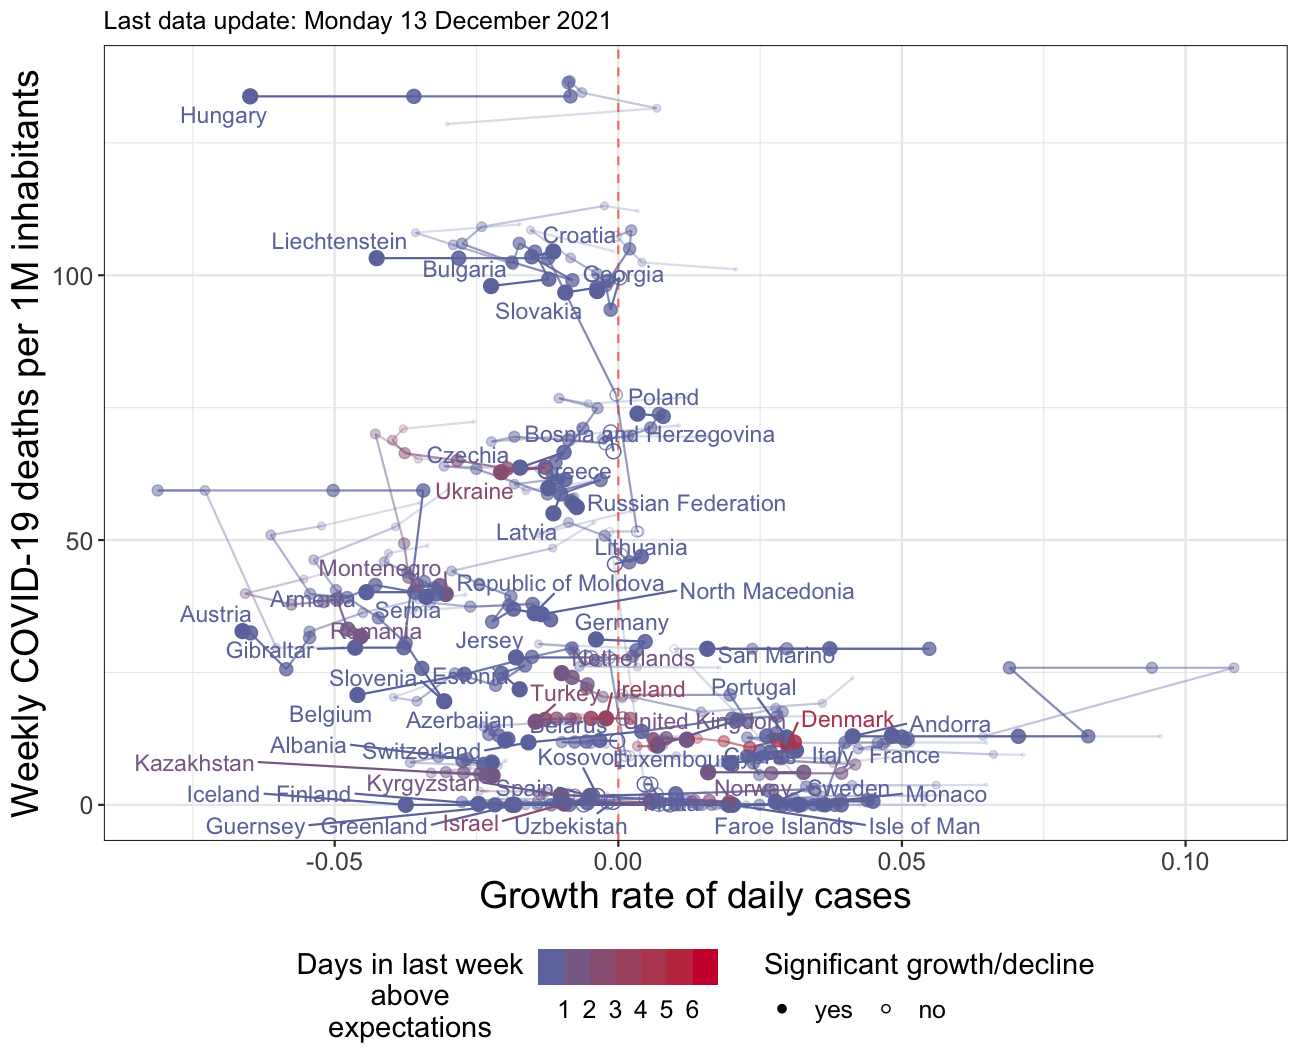 Last data update: Monday 13 December 2021
Weekly COVID-19 deaths per 1M inhabitants
100
50
0
Hungary
Croatia
Liechtenstein
Bulgaria
Georgia
Slovakia
Poland
Bosnia and Herzegovina
Czechia
Greece
Ukraine
Russian Federation
Latvia
Lithuania
Montenegro
Republic of Moldova
North Macedonia
Armenia
Serbia
Austria
Romania
Germany
Jersey
Gibraltar
Netherlands
San Marino
Slovenia
Estonia
Portugal
Turkey
Ireland
Belgium
Azerbaijan
Belarus
United Kingdom
Denmark
Andorra
Albania
Switzerland
Kosovo
Luxembourg
Italy
France
Kazakhstan
Kyrgyzstan
Spain
Norway
Sweden
Iceland
Finland
Monaco
Guernsey
Greenland
Israel
Uzbekistan
Faroe Islands
Isle of Man
-0.05
0.00
0.05
0.10
Growth rate of daily cases
Days in last week
above
expectations
1 2 3 4 5 6
Significant growth/decline
yes
no